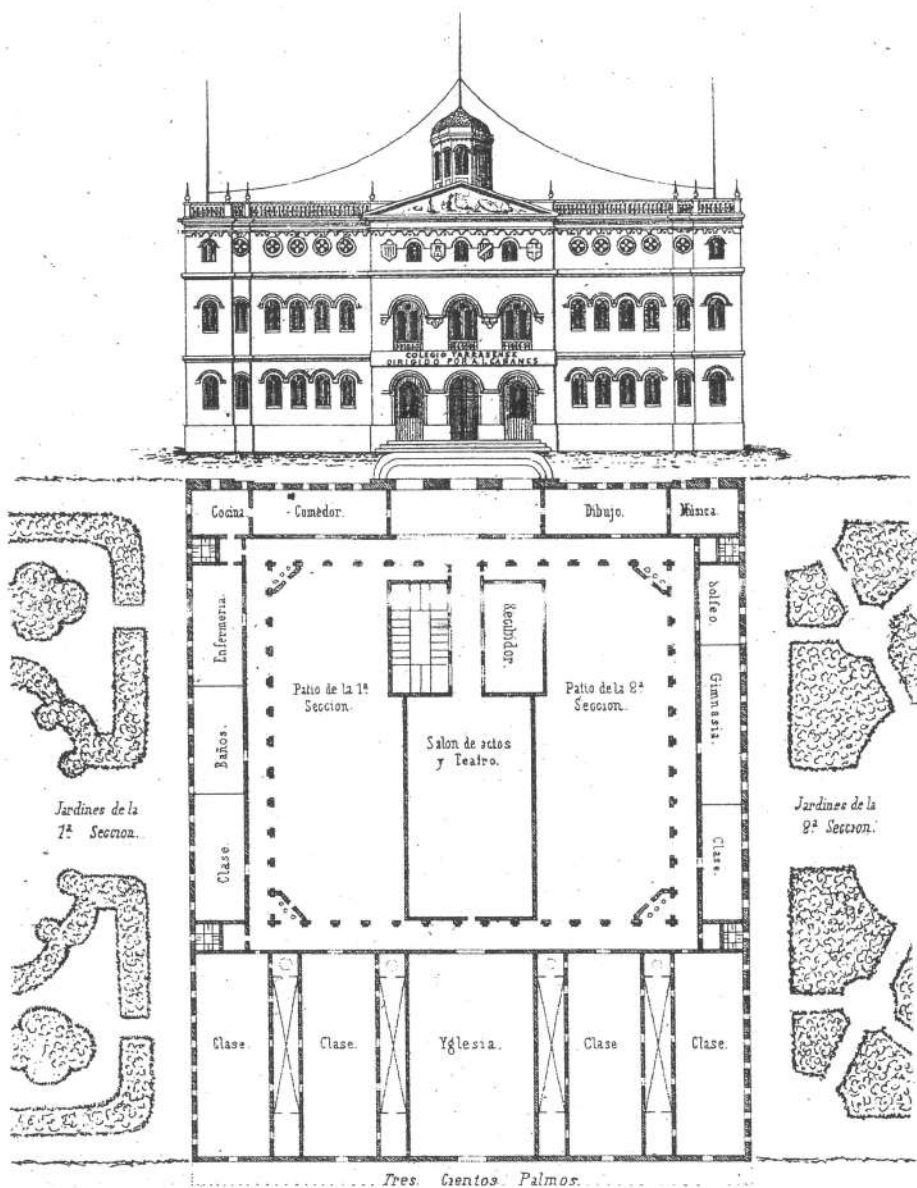 COLEGIO TARRASENSE
DIRIGIDO POR A. I. CABANES
Cocina
Comedor.
Dibujo.
Música.
Enfermeria.
Recibidor.
Solfeo.
Patio de la 1ª
Seccion.
Patio de la 2ª
Seccion.
Gimnasia.
Baños.
Salon de actos
y Teatro.
Jardines de la
1ª Seccion.
Jardines de la
2ª Seccion.
Clase.
Clase.
Clase.
Clase.
Yglesia.
Clase
Clase.
Tres Cientos Palmos.